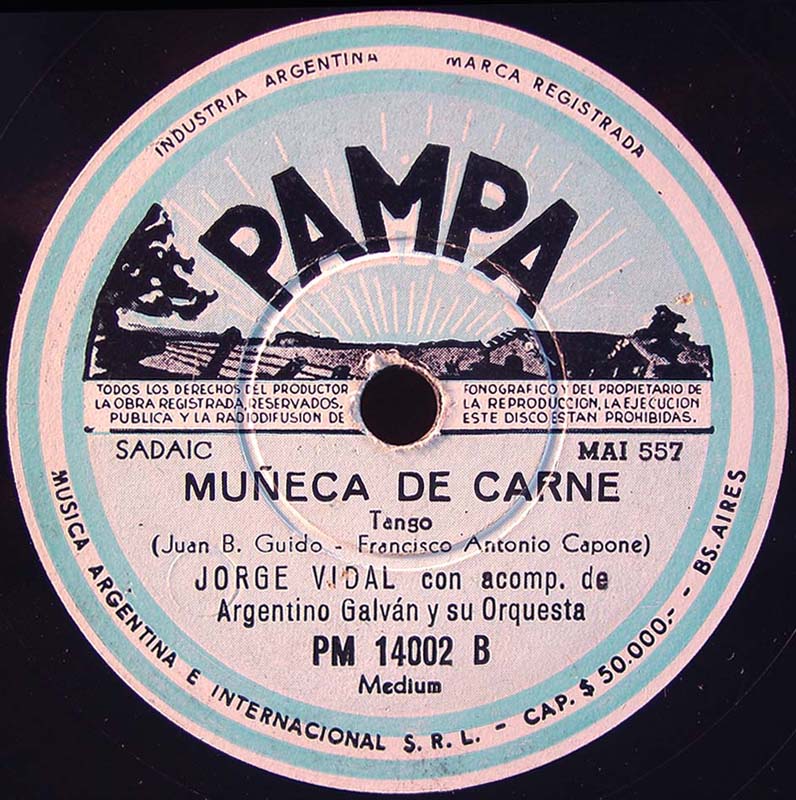 INDUSTRIA ARGENTINA
MARCA REGISTRADA
PAMPA
TODOS LOS DERECHOS DEL PRODUCTOR FONOGRAFICO Y DEL PROPIETARIO DE
LA OBRA REGISTRADA, RESERVADOS. LA REPRODUCCION, LA EJECUCION
PUBLICA Y LA RADIODIFUSION DE ESTE DISCO ESTAN PROHIBIDAS.
SADAIC MAI 557
MUÑECA DE CARNE
Tango
(Juan B. Guido - Francisco Antonio Capone)
JORGE VIDAL con acomp. de
Argentino Galván y su Orquesta
PM 14002 B
Medium
MUSICA ARGENTINA E INTERNACIONAL S. R. L. - CAP. $ 50.000.- - BS. AIRES